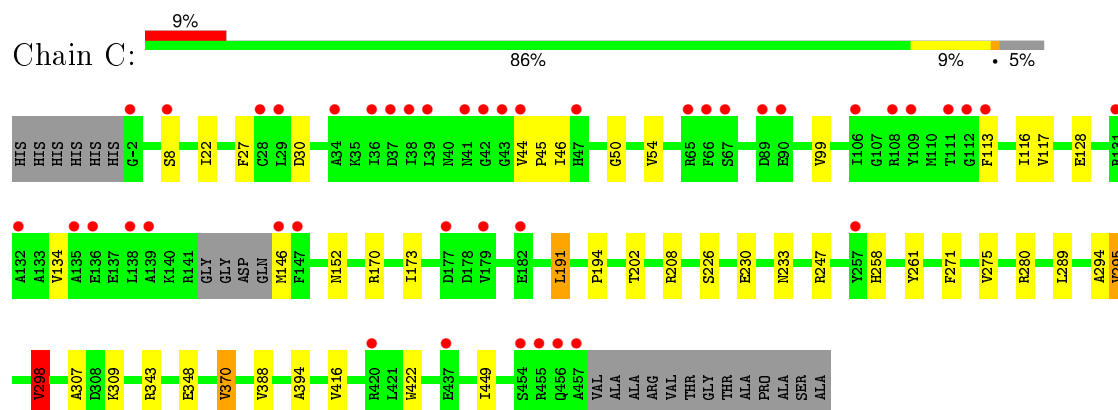 9%
Chain C:
86% 9% • 5%
HIS HIS HIS HIS HIS HIS G-2 S8 I22 F27 C28 L29 D30 A34 K35 I36 D37 I38 L39 N40 N41 G42 G43 V44 P45 I46 H47 G50 V54 R65 F66 S67 D89 E90 V99 I106 G107 R108 Y109 M110 T111 G112 F113 I116 V117 E128 R131
A132 A133 V134 A135 E136 E137 L138 A139 K140 R141 GLY GLY ASP GLN M146 F147 N152 R170 I173 D177 D178 V179 E182 L191 P194 T202 R208 S226 E230 N233 R247 Y257 H258 Y261 F271 V275 R280 L289 A294 V295
V298 A307 D308 K309 R343 E348 V370 V388 A394 V416 R420 L421 W422 E437 I449 S454 R455 Q456 A457 VAL ALA ALA ARG VAL THR GLY THR ALA PRO ALA SER ALA